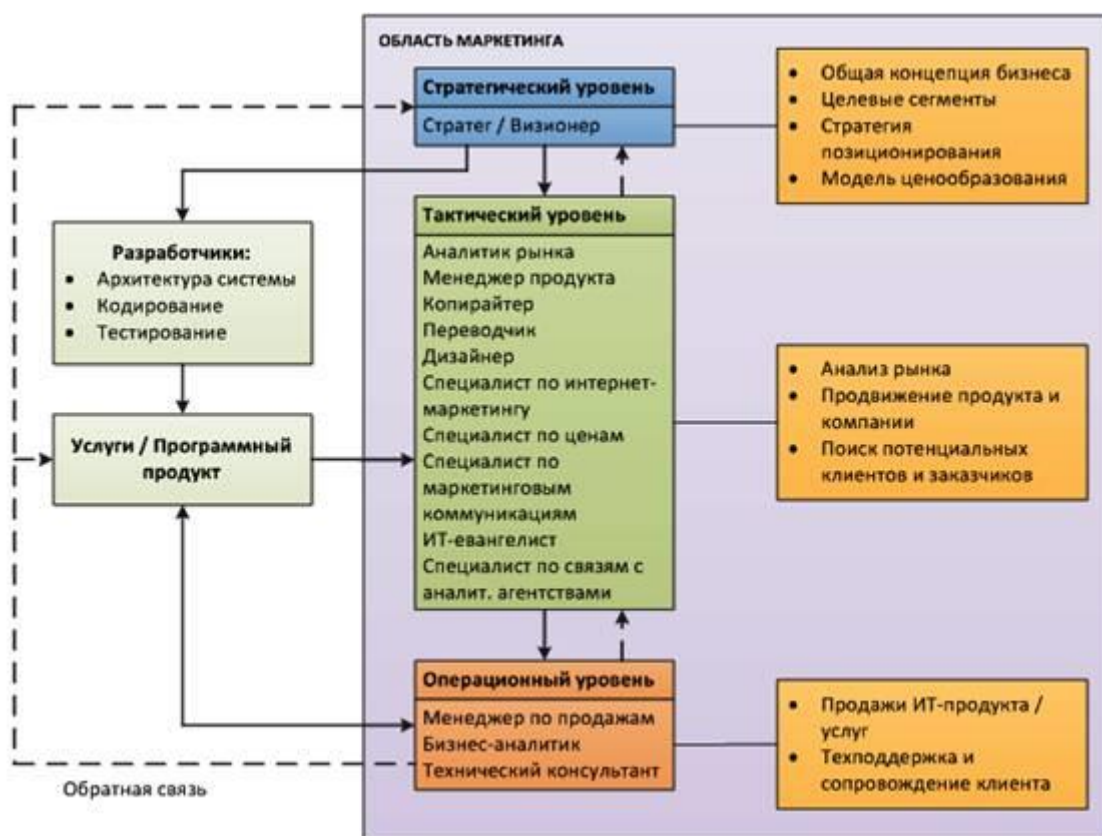 ОБЛАСТЬ МАРКЕТИНГА
Стратегический уровень
Стратег / Визионер
• Общая концепция бизнеса
• Целевые сегменты
• Стратегия
позиционирования
• Модель ценообразования
Разработчики:
• Архитектура системы
• Кодирование
• Тестирование
Услуги / Программный
продукт
Тактический уровень
Аналитик рынка
Менеджер продукта
Копирайтер
Переводчик
Дизайнер
Специалист по интернет-
маркетингу
Специалист по ценам
Специалист по
маркетинговым
коммуникациям
ИТ-евангелист
Специалист по связям с
аналит. агентствами
• Анализ рынка
• Продвижение продукта и
компании
• Поиск потенциальных
клиентов и заказчиков
Операционный уровень
Менеджер по продажам
Бизнес-аналитик
Технический консультант
• Продажи ИТ-продукта /
услуг
• Техподдержка и
сопровождение клиента
Обратная связь